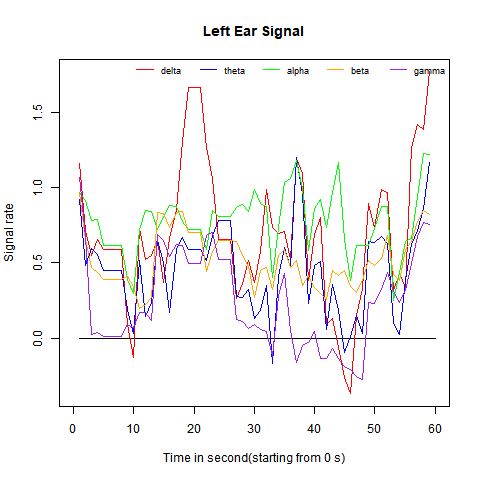 Left Ear Signal
delta theta alpha beta gamma
Signal rate
0.0 0.5 1.0 1.5
0 10 20 30 40 50 60
Time in second(starting from 0 s)